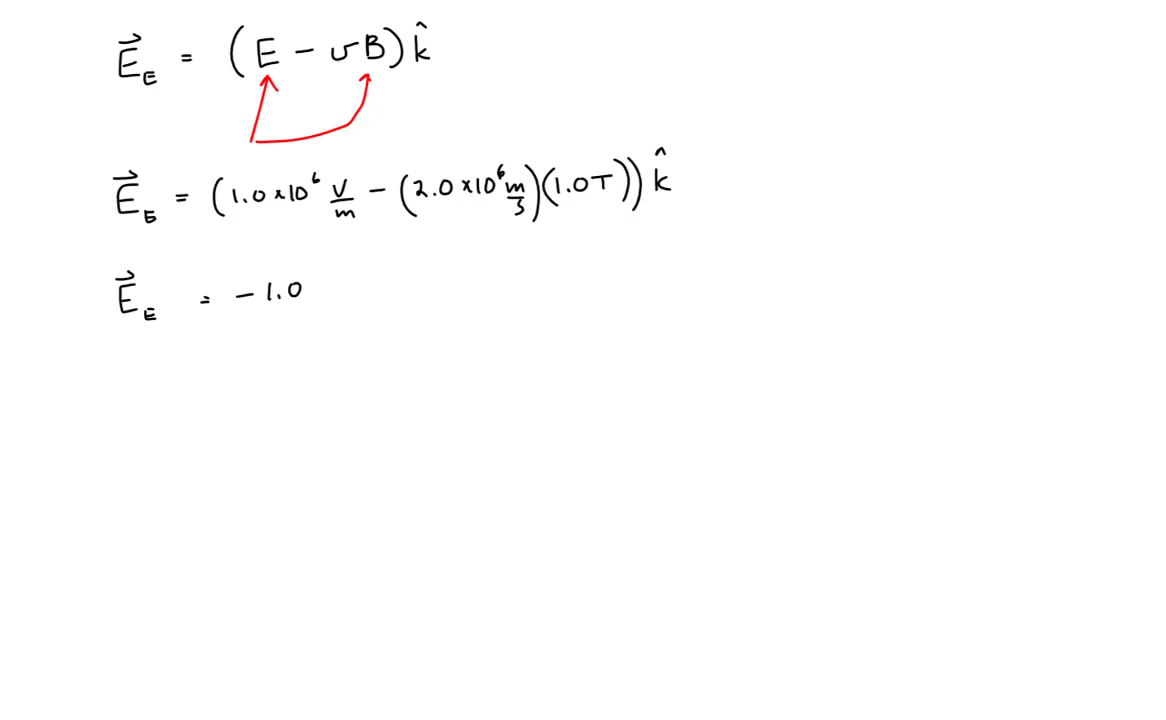 E⃗_E = (E − vB) k̂
E⃗_E = (1.0 × 10⁶ V/m − (2.0 × 10⁶ m/s)(1.0T)) k̂
E⃗_E = − 1.0